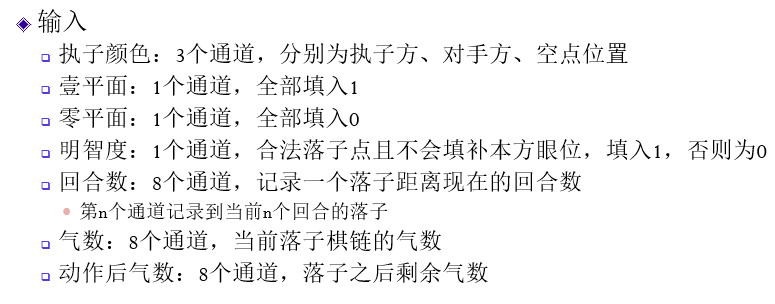 输入
执子颜色：3个通道，分别为执子方、对手方、空点位置
壹平面：1个通道，全部填入1
零平面：1个通道，全部填入0
明智度：1个通道，合法落子点且不会填补本方眼位，填入1，否则为0
回合数：8个通道，记录一个落子距离现在的回合数
第n个通道记录到当前n个回合的落子
气数：8个通道，当前落子棋链的气数
动作后气数：8个通道，落子之后剩余气数